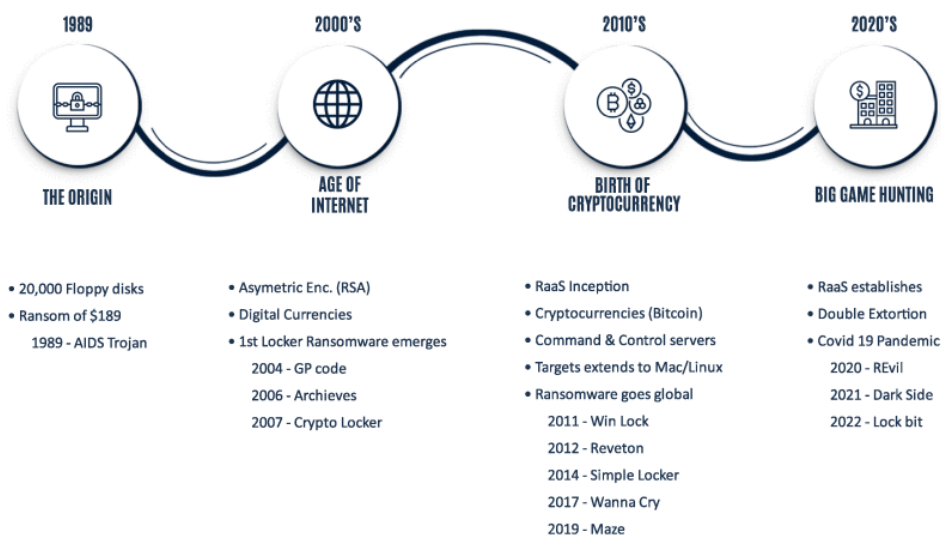 1989
THE ORIGIN
• 20,000 Floppy disks
• Ransom of $189
1989 - AIDS Trojan
2000'S
AGE OF
INTERNET
• Asymetric Enc. (RSA)
• Digital Currencies
• 1st Locker Ransomware emerges
2004 - GP code
2006 - Archieves
2007 - Crypto Locker
2010'S
BIRTH OF
CRYPTOCURRENCY
• RaaS Inception
• Cryptocurrencies (Bitcoin)
• Command & Control servers
• Targets extends to Mac/Linux
• Ransomware goes global
2011 - Win Lock
2012 - Reveton
2014 - Simple Locker
2017 - Wanna Cry
2019 - Maze
2020'S
BIG GAME HUNTING
• RaaS establishes
• Double Extortion
• Covid 19 Pandemic
2020 - REvil
2021 - Dark Side
2022 - Lock bit